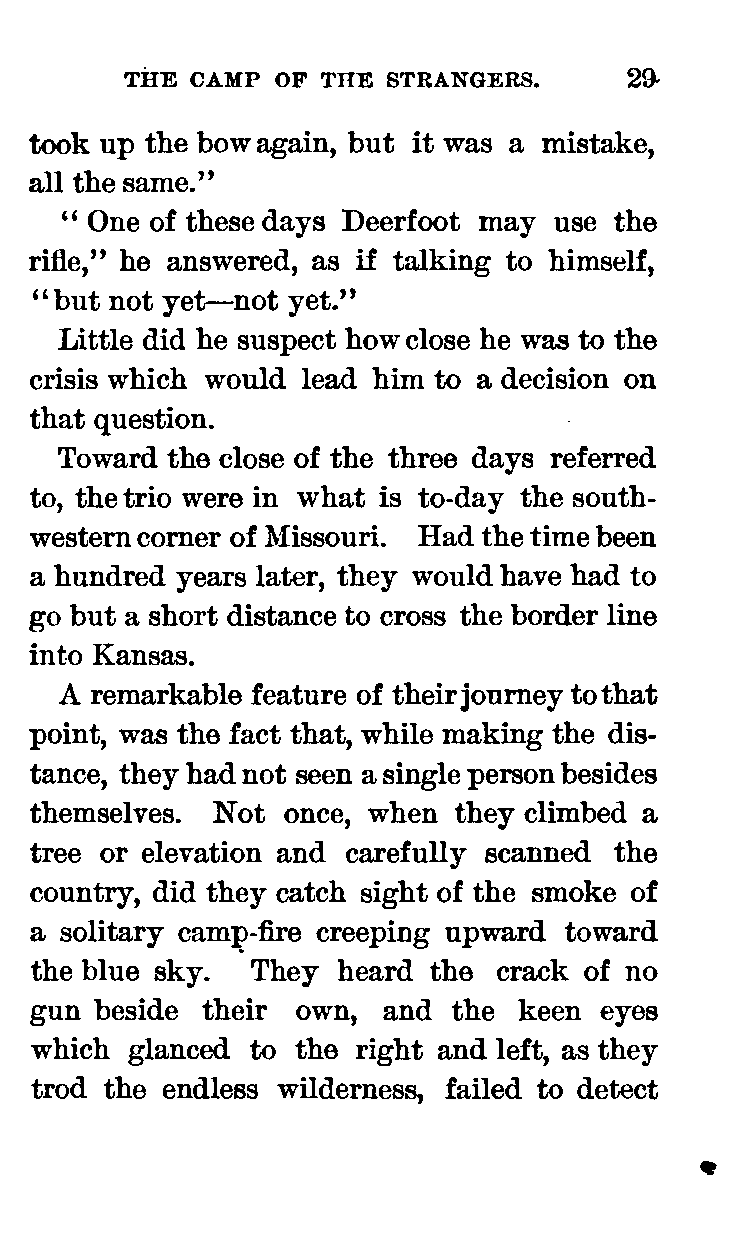 THE CAMP OF THE STRANGERS. 29
took up the bow again, but it was a mistake,
all the same."
" One of these days Deerfoot may use the
rifle," he answered, as if talking to himself,
"but not yet—not yet."
Little did he suspect how close he was to the
crisis which would lead him to a decision on
that question.
Toward the close of the three days referred
to, the trio were in what is to-day the south-
western corner of Missouri. Had the time been
a hundred years later, they would have had to
go but a short distance to cross the border line
into Kansas.
A remarkable feature of their journey to that
point, was the fact that, while making the dis-
tance, they had not seen a single person besides
themselves. Not once, when they climbed a
tree or elevation and carefully scanned the
country, did they catch sight of the smoke of
a solitary camp-fire creeping upward toward
the blue sky. They heard the crack of no
gun beside their own, and the keen eyes
which glanced to the right and left, as they
trod the endless wilderness, failed to detect